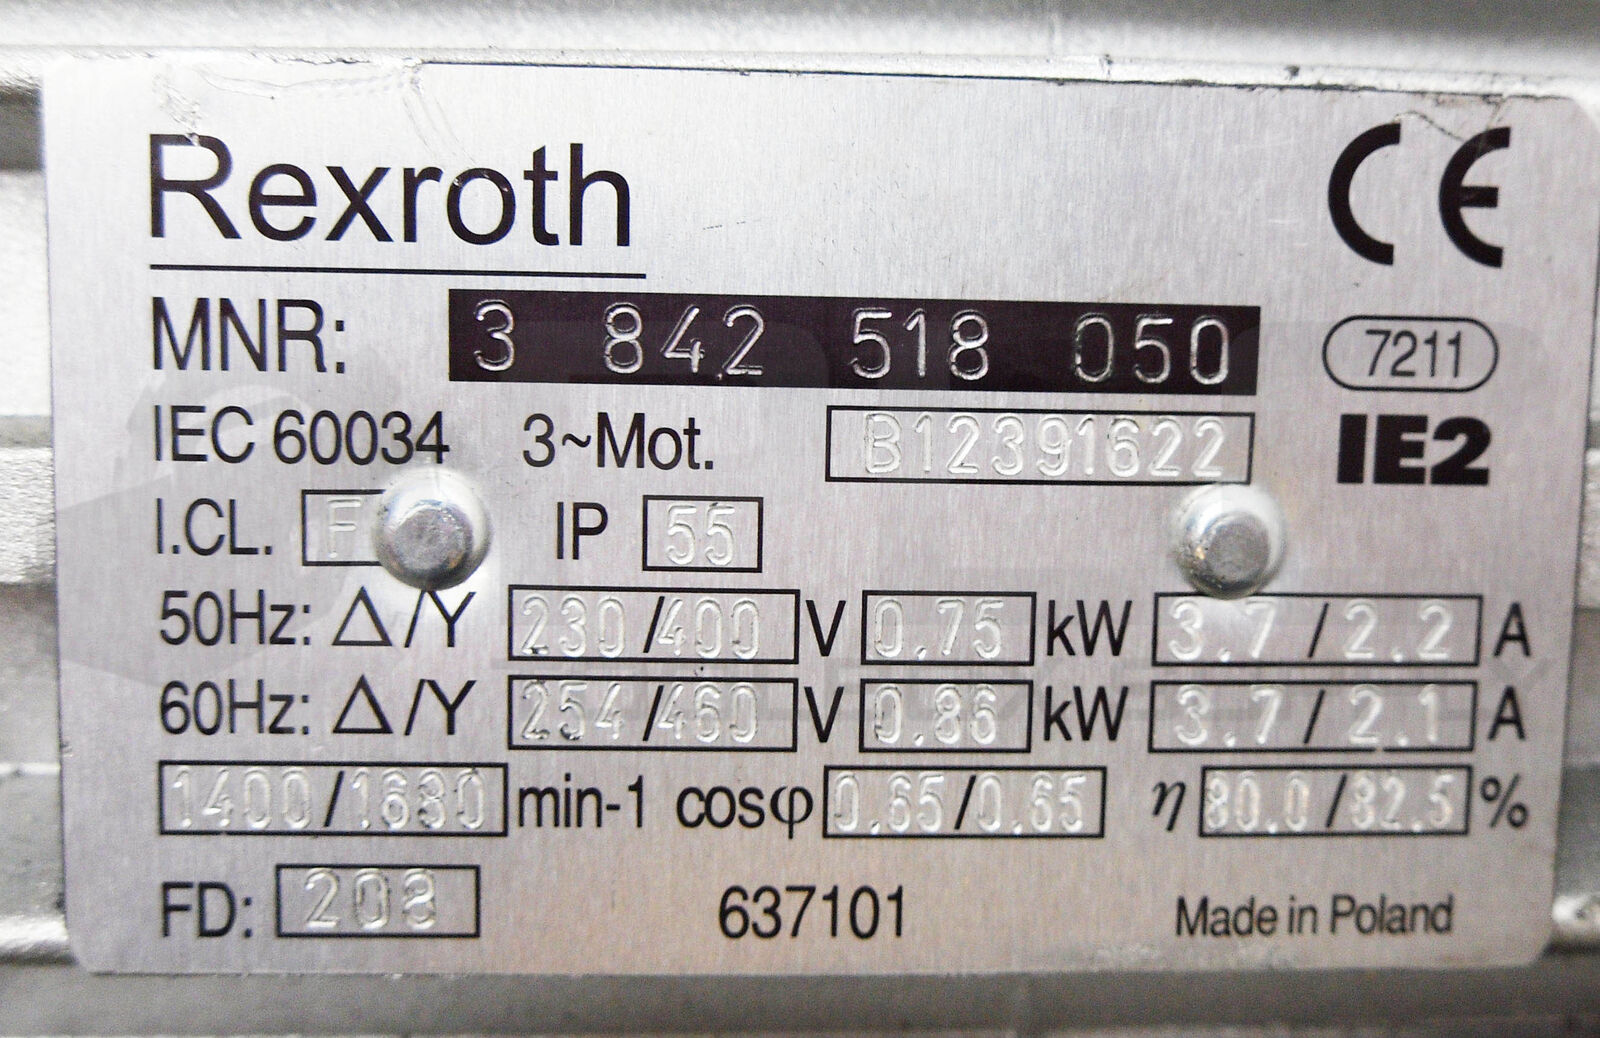 Rexroth CE
MNR: 3 842 518 050 7211
IEC 60034 3~Mot. B12391622 IE2
I.CL. F IP 55
50Hz: Δ/Y 230/400 V 0.75 kW 3.7/2.2 A
60Hz: Δ/Y 254/460 V 0.86 kW 3.7/2.1 A
1400/1680 min-1 cosφ 0.65/0.65 η 80.0/82.5 %
FD: 208 637101 Made in Poland